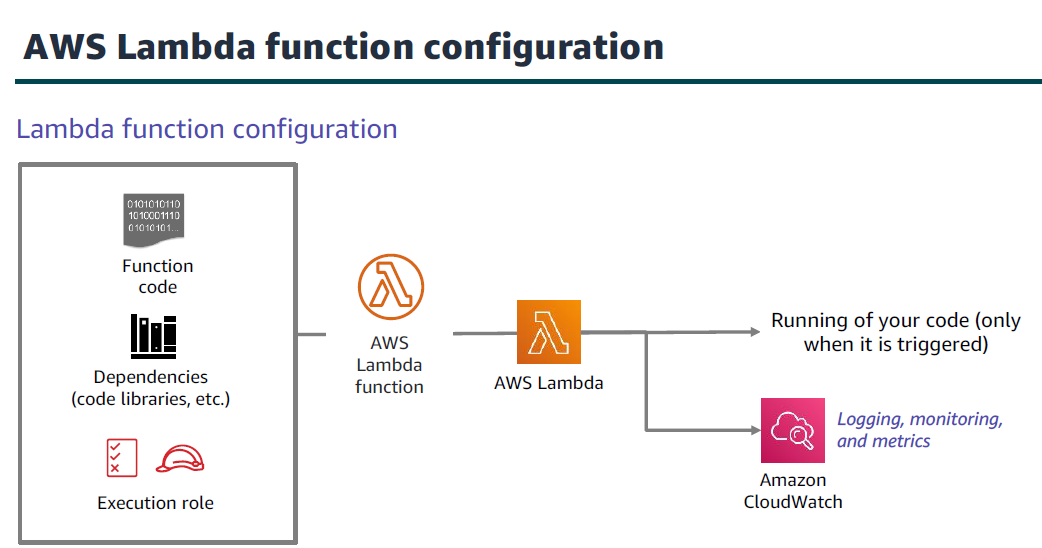 AWS Lambda function configuration
Lambda function configuration
0101010110
1010001110
01010101...
Function
code
Dependencies
(code libraries, etc.)
Execution role
AWS
Lambda
function
AWS Lambda
Running of your code (only
when it is triggered)
Logging, monitoring,
and metrics
Amazon
CloudWatch